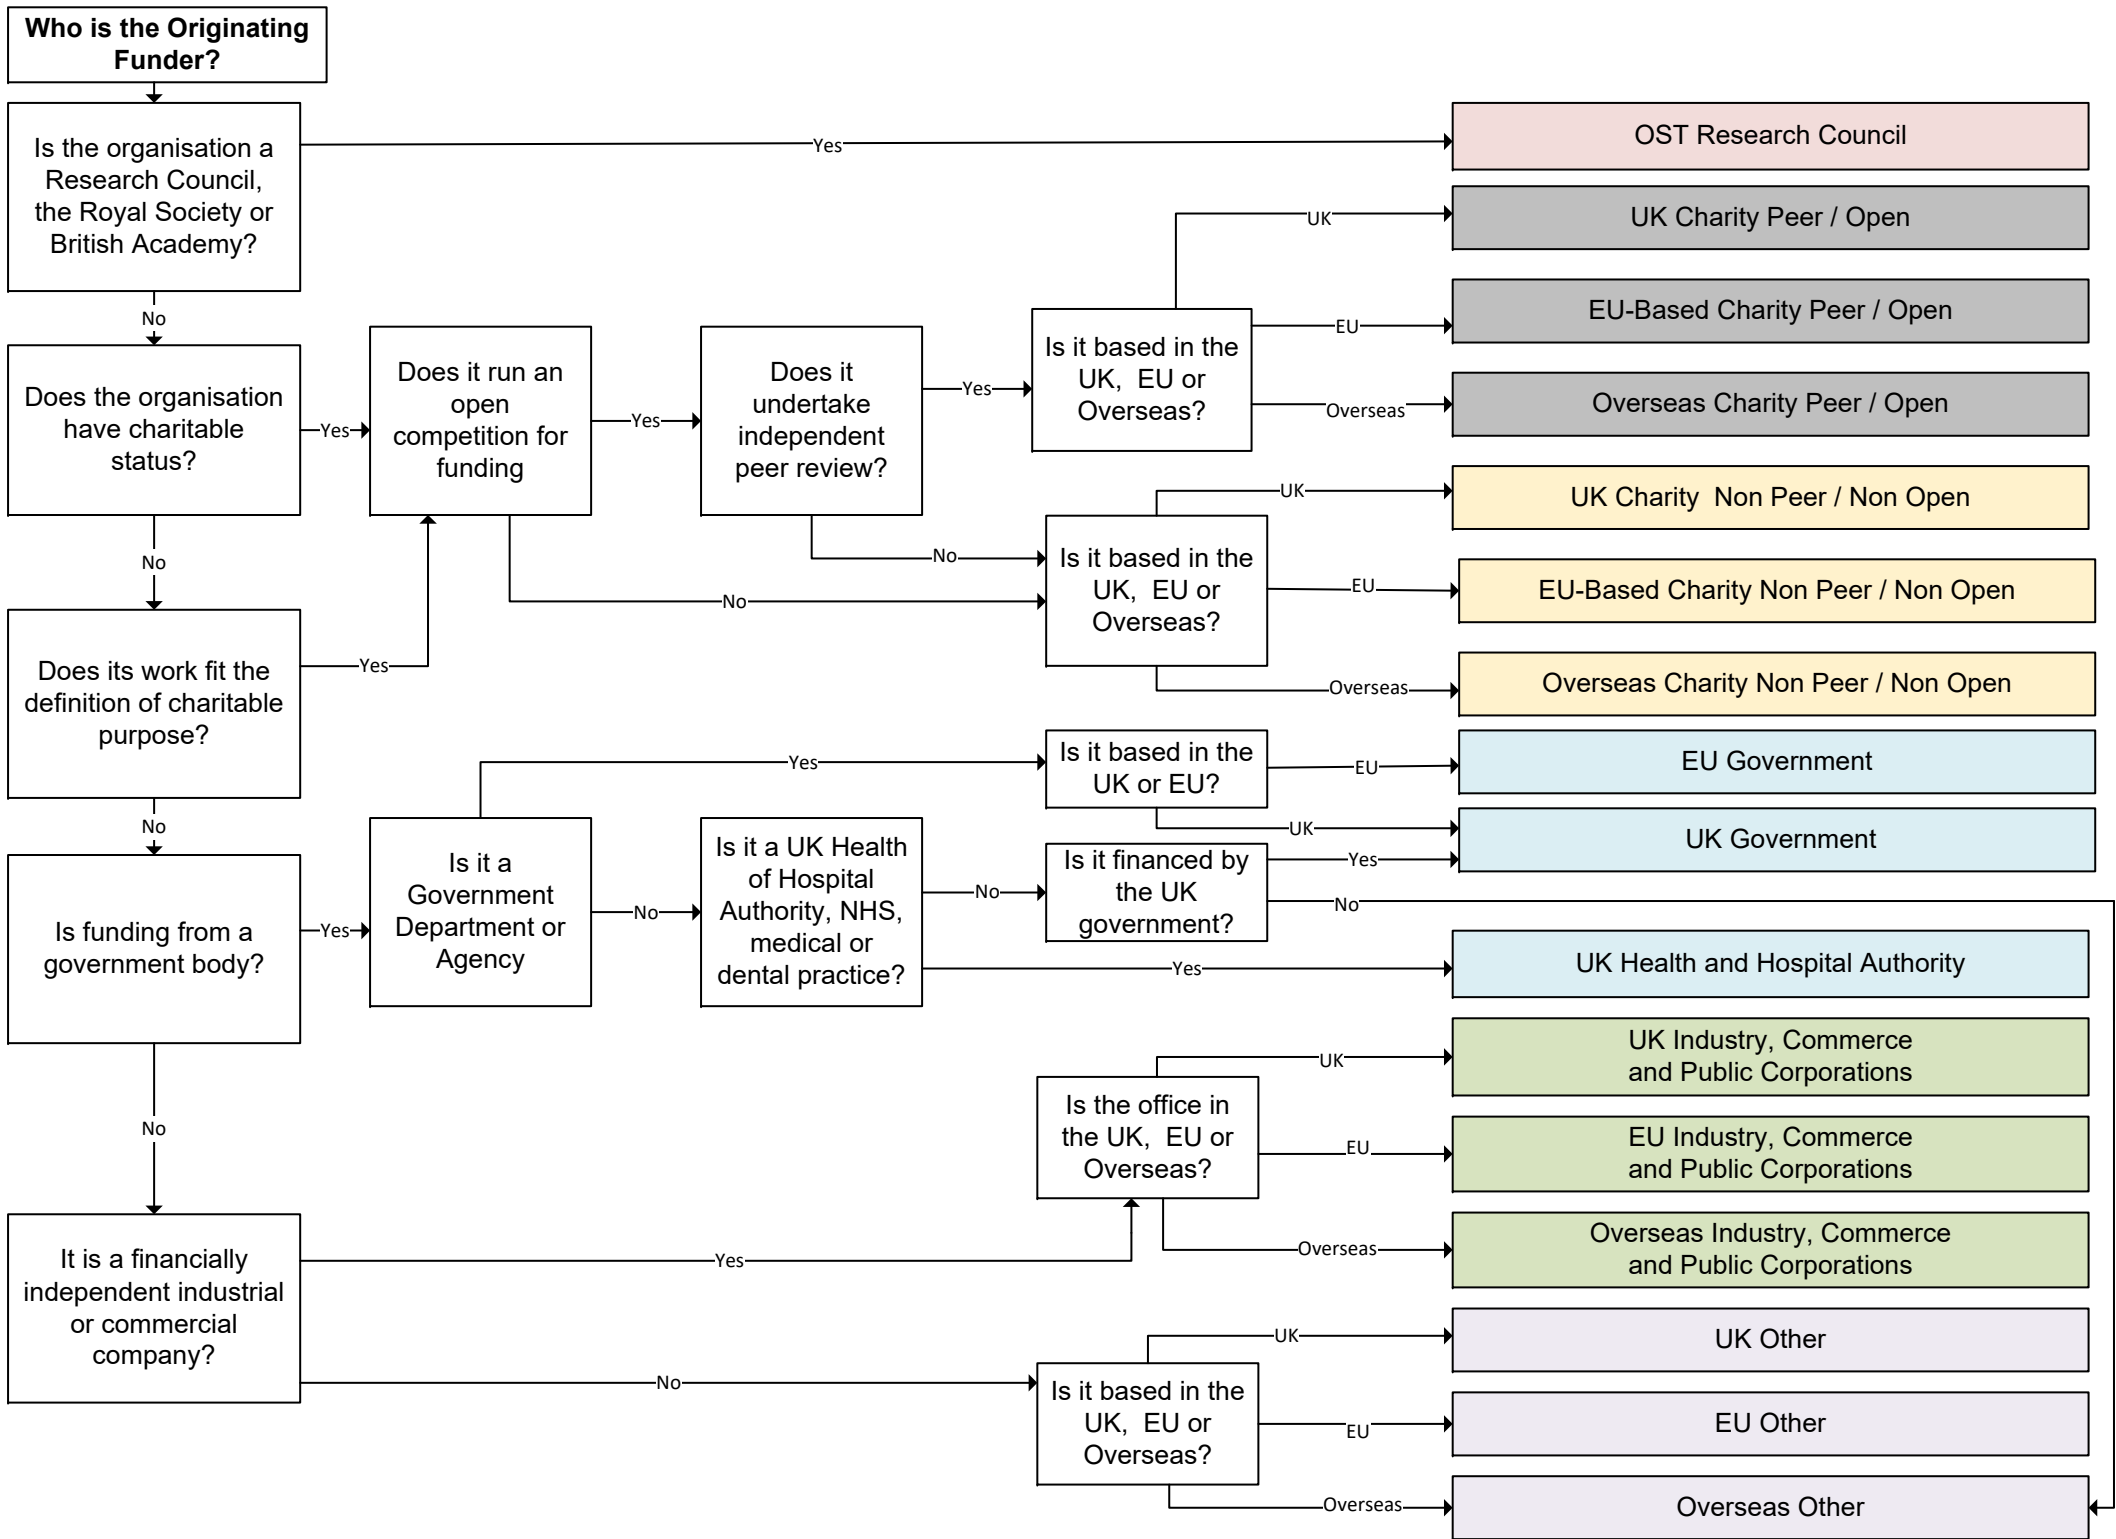 Who is the Originating
Funder?
Is the organisation a
Research Council,
the Royal Society or
British Academy?
Yes
OST Research Council
No
Does the organisation
have charitable
status?
Yes
Does it run an
open
competition for
funding
Yes
Does it
undertake
independent
peer review?
Yes
Is it based in the
UK, EU or
Overseas?
UK
UK Charity Peer / Open
EU
EU-Based Charity Peer / Open
Overseas
Overseas Charity Peer / Open
No
No
Is it based in the
UK, EU or
Overseas?
UK
UK Charity Non Peer / Non Open
EU
EU-Based Charity Non Peer / Non Open
Overseas
Overseas Charity Non Peer / Non Open
No
Does its work fit the
definition of charitable
purpose?
Yes
No
Is funding from a
government body?
Yes
Is it a
Government
Department or
Agency
Yes
Is it based in the
UK or EU?
EU
EU Government
UK
UK Government
No
Is it a UK Health
of Hospital
Authority, NHS,
medical or
dental practice?
No
Is it financed by
the UK
government?
Yes
No
Yes
UK Health and Hospital Authority
No
It is a financially
independent industrial
or commercial
company?
Yes
Is the office in
the UK, EU or
Overseas?
UK
UK Industry, Commerce
and Public Corporations
EU
EU Industry, Commerce
and Public Corporations
Overseas
Overseas Industry, Commerce
and Public Corporations
No
Is it based in the
UK, EU or
Overseas?
UK
UK Other
EU
EU Other
Overseas
Overseas Other